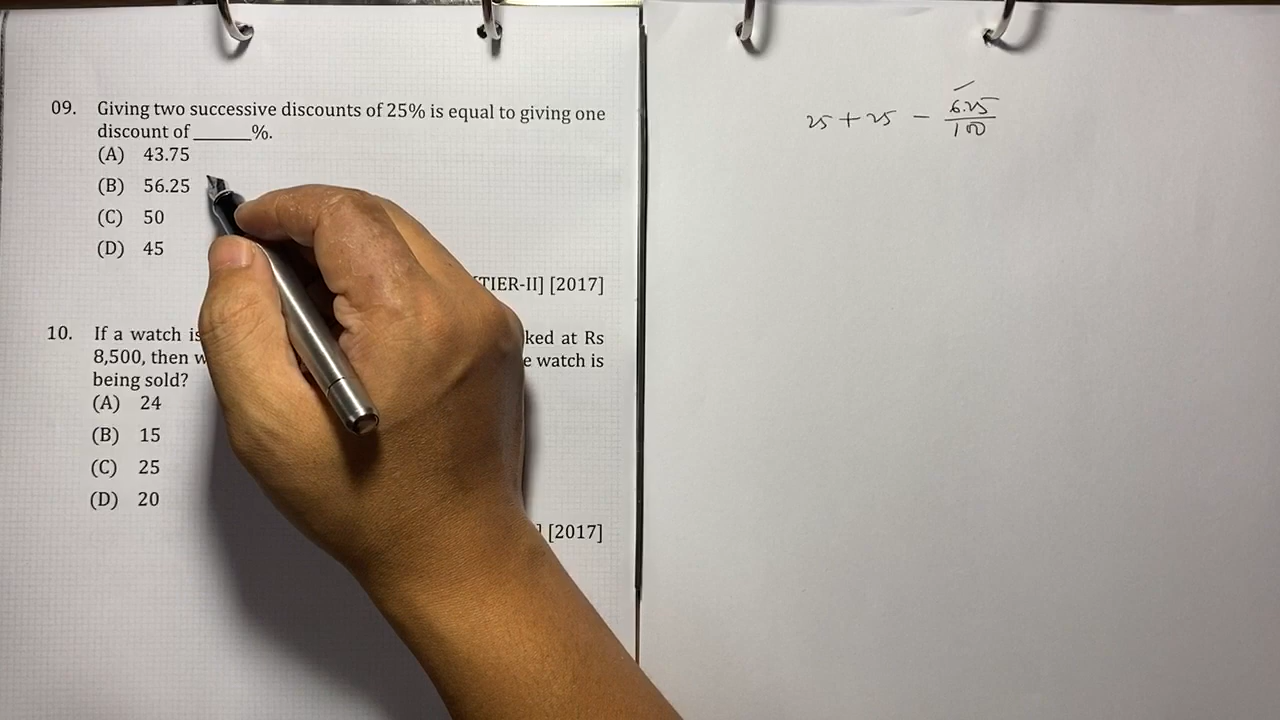 09. Giving two successive discounts of 25% is equal to giving one
discount of ______%.
(A) 43.75
(B) 56.25
(C) 50
(D) 45
[TIER-II] [2017]
10. If a watch is ked at Rs
8,500, then e watch is
being sold?
(A) 24
(B) 15
(C) 25
(D) 20
[2017]
25 + 25 - 6.25
100